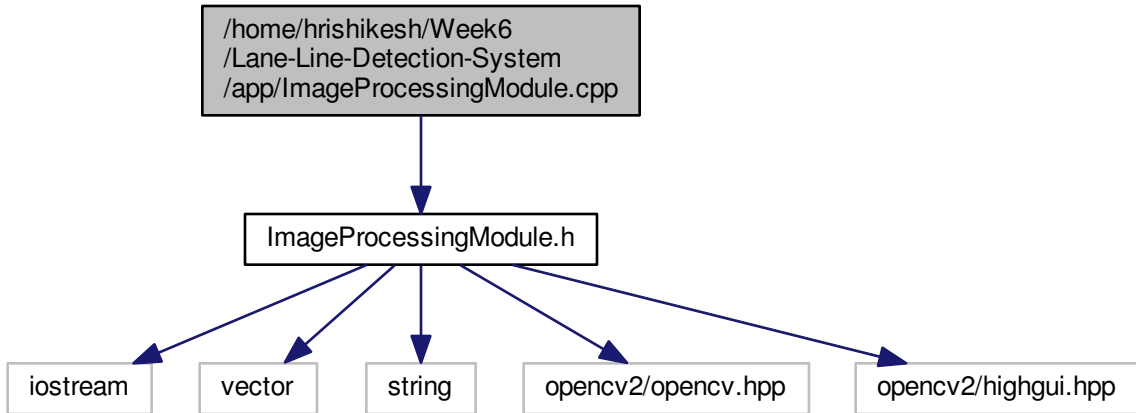 /home/hrishikesh/Week6
/Lane-Line-Detection-System
/app/ImageProcessingModule.cpp
ImageProcessingModule.h
iostream
vector
string
opencv2/opencv.hpp
opencv2/highgui.hpp